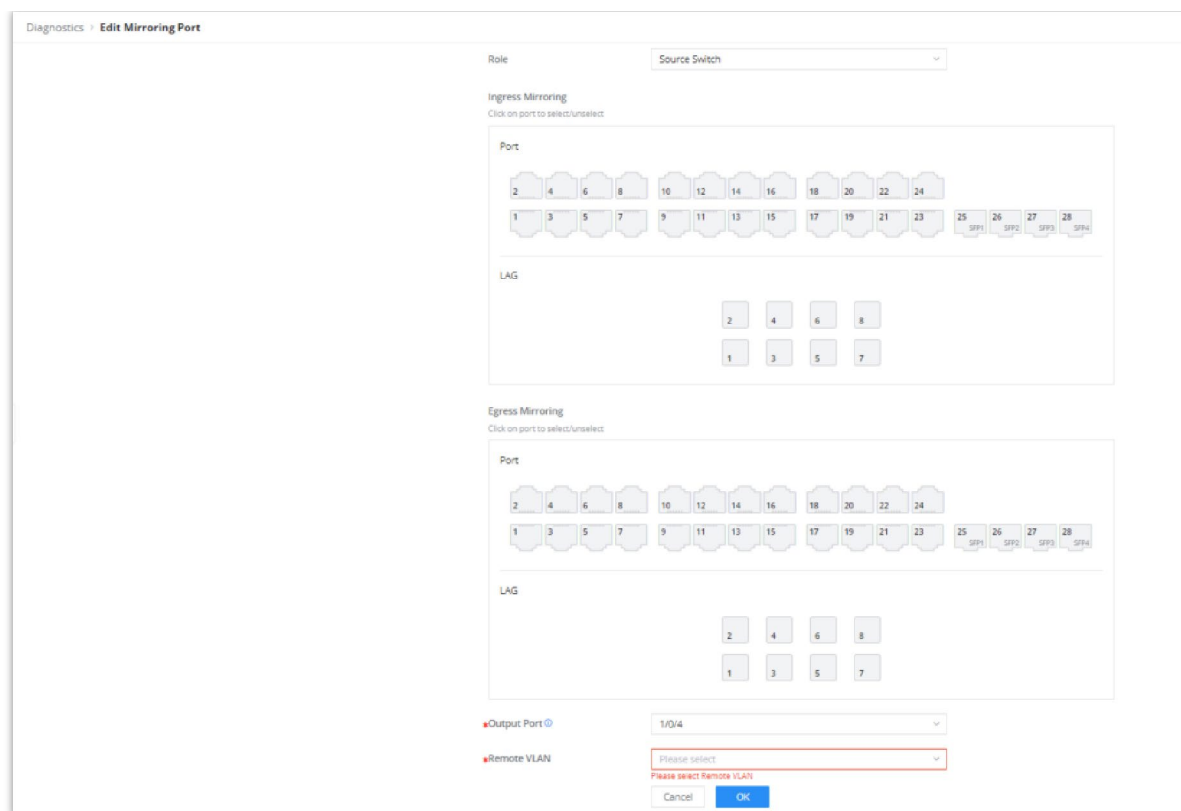 Diagnostics > Edit Mirroring Port
Role Source Switch
Ingress Mirroring
Click on port to select/unselect
Port
2 4 6 8 10 12 14 16 18 20 22 24
1 3 5 7 9 11 13 15 17 19 21 23 25 26 27 28
SFP1 SFP2 SFP3 SFP4
LAG
2 4 6 8
1 3 5 7
Egress Mirroring
Click on port to select/unselect
Port
2 4 6 8 10 12 14 16 18 20 22 24
1 3 5 7 9 11 13 15 17 19 21 23 25 26 27 28
SFP1 SFP2 SFP3 SFP4
LAG
2 4 6 8
1 3 5 7
*Output Port 1/0/4
*Remote VLAN Please select
Please select Remote VLAN
Cancel OK